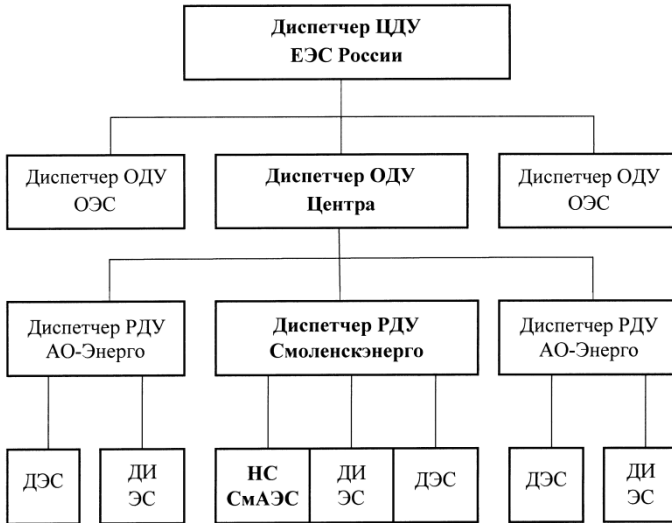 Диспетчер ЦДУ
ЕЭС России
Диспетчер ОДУ
ОЭС
Диспетчер ОДУ
Центра
Диспетчер ОДУ
ОЭС
Диспетчер РДУ
АО-Энерго
Диспетчер РДУ
Смоленскэнерго
Диспетчер РДУ
АО-Энерго
ДЭС
ДИ
ЭС
НС
СмАЭС
ДИ
ЭС
ДЭС
ДЭС
ДИ
ЭС